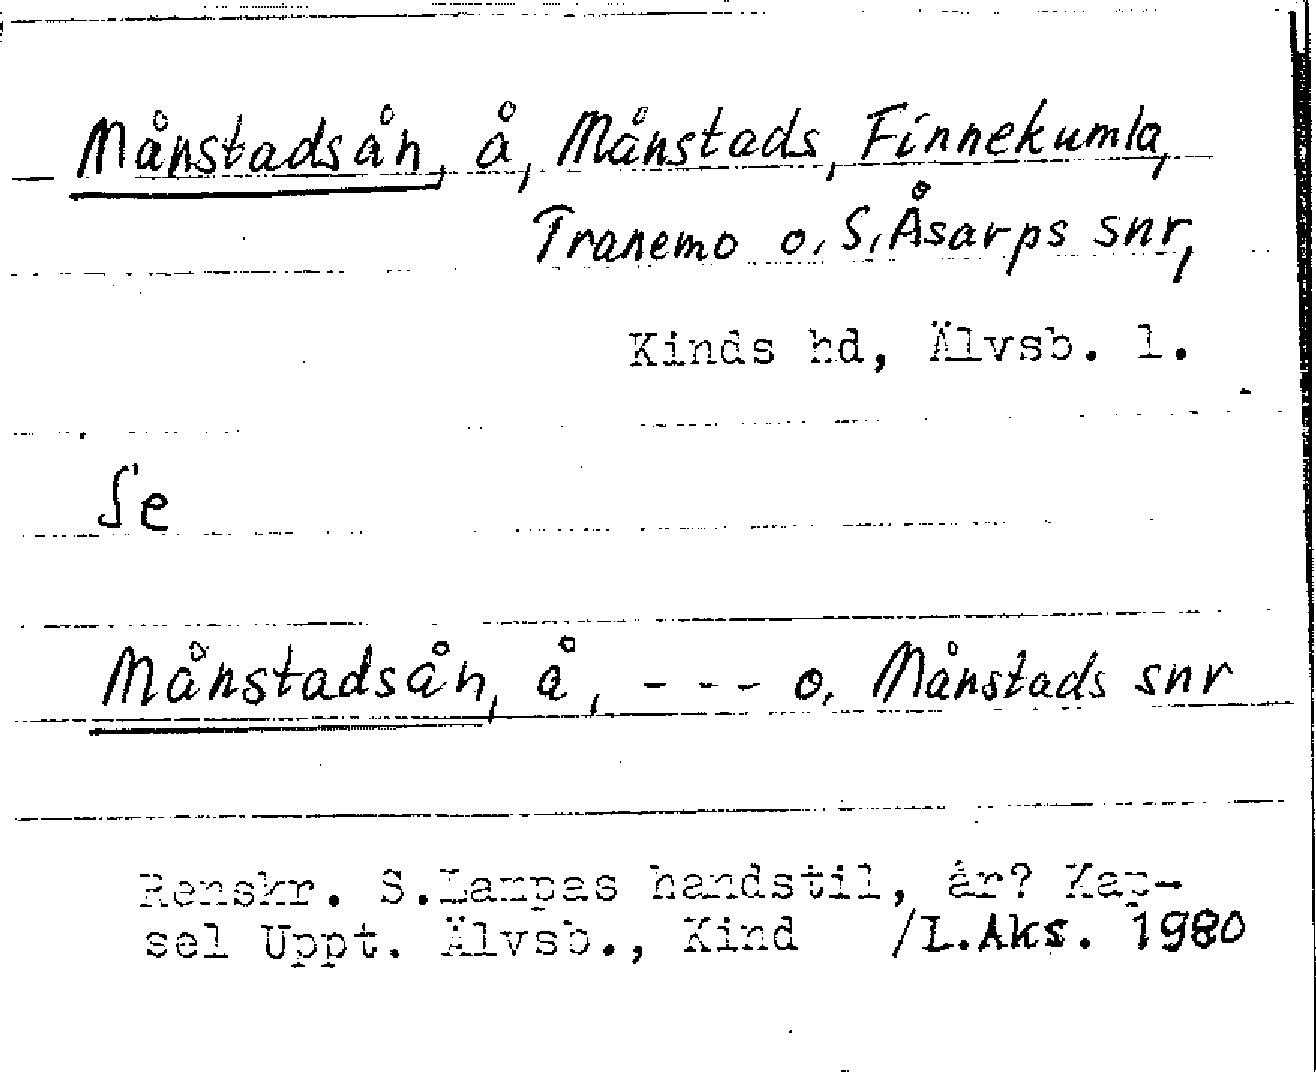 Månstadsån, å, Månstads, Finnekumla,
Tranemo o. S. Åsarps snr,
Kinds hd, Älvsb. l.
Se
Månstadsån, å, - - - o. Månstads snr
Renskr. S.Lampas handstil, år? Kap-
sel Uppt. Älvsb., Kind /L.Aks. 1980